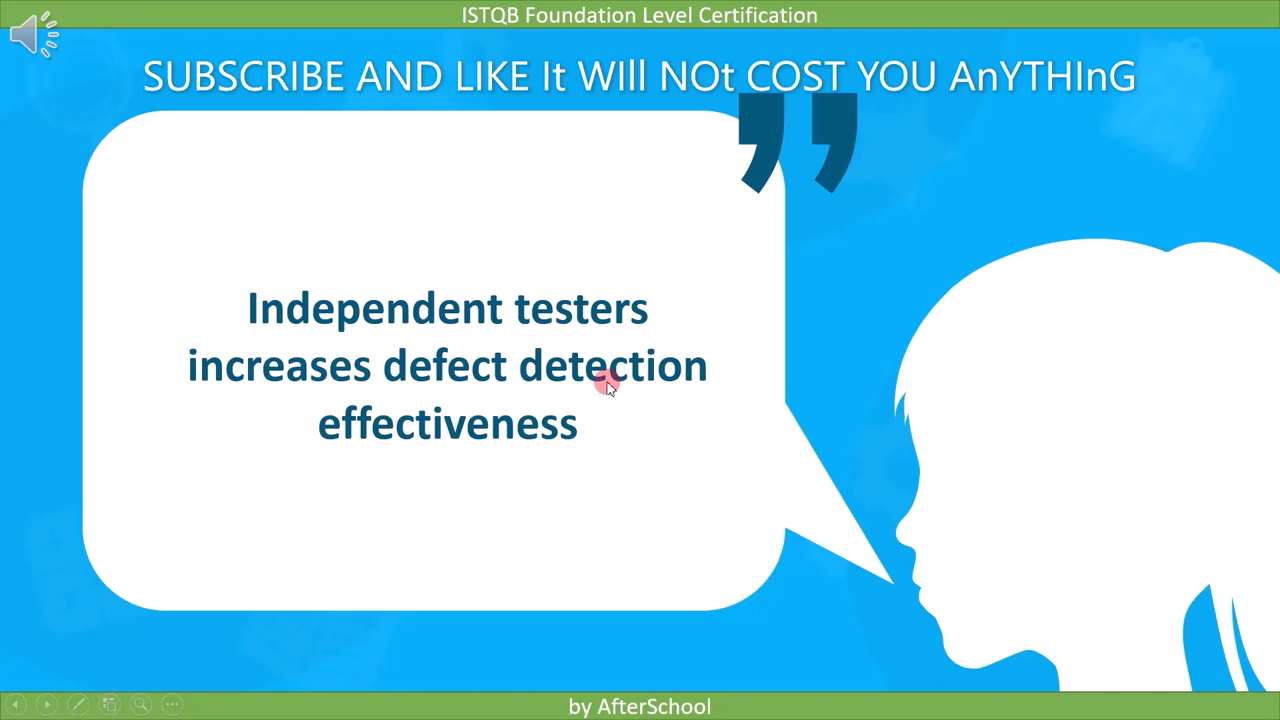 ISTQB Foundation Level Certification
SUBSCRIBE AND LIKE It WIll NOt COST YOU AnYTHInG
”
Independent testers
increases defect detection
effectiveness
by AfterSchool